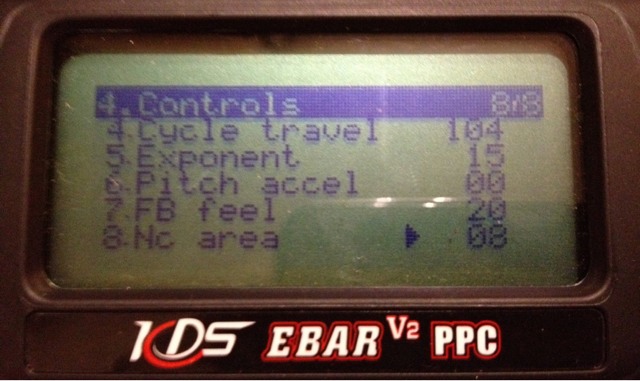 4.Controls 8/8
4.Cycle travel 104
5.Exponent 15
6.Pitch accel 00
7.FB feel 20
8.Nc area 08
KDS EBAR V2 PPC